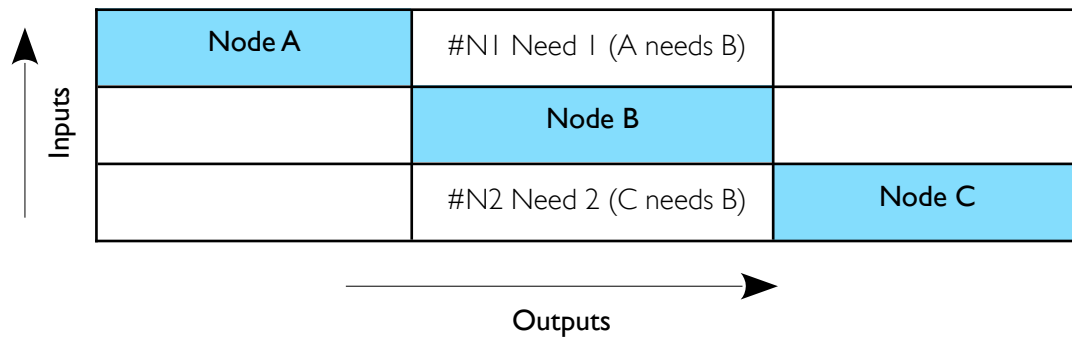 Node A
#N1 Need 1 (A needs B)
Inputs
Node B
#N2 Need 2 (C needs B)
Node C
Outputs